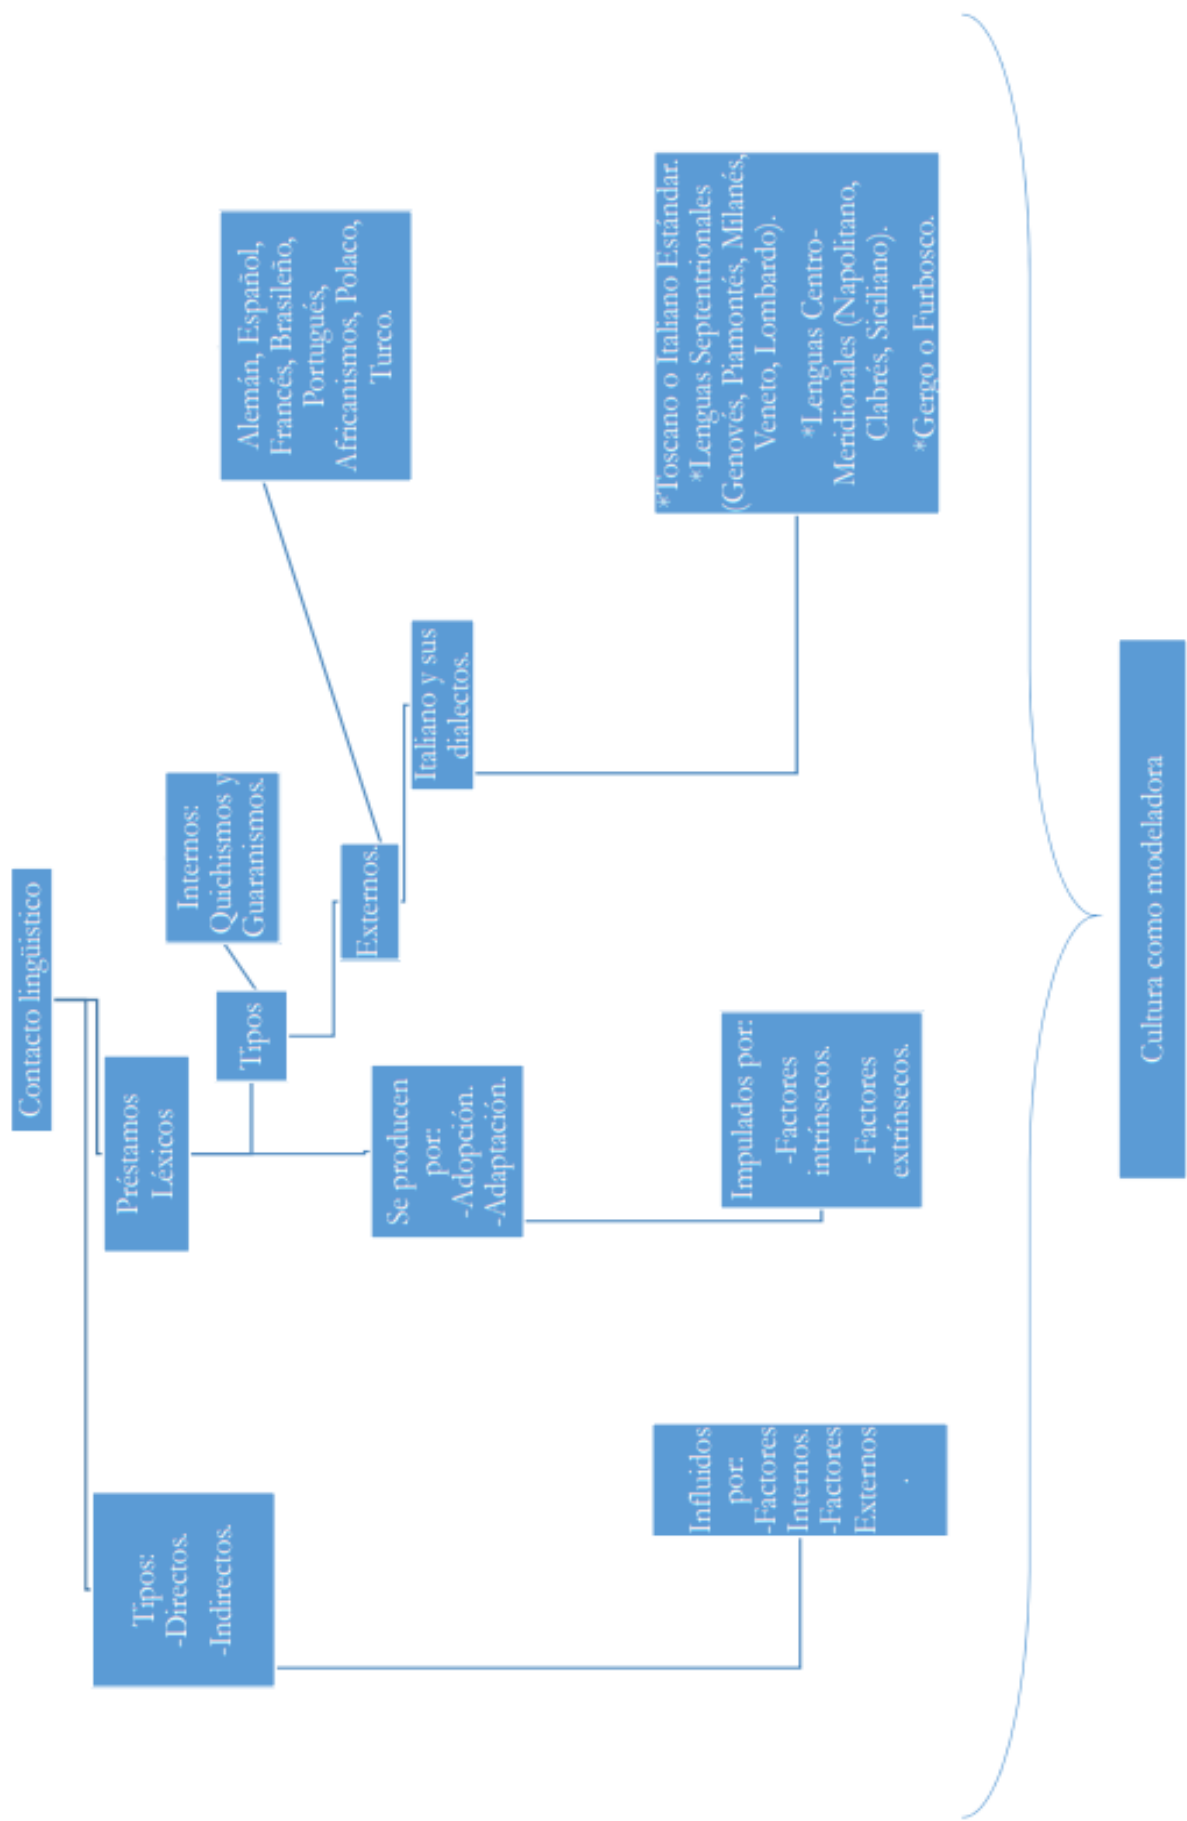 Contacto lingüistico
Tipos:
-Directos.
-Indirectos.
Préstamos
Léxicos
Tipos
Internos:
Quichismos y
Guaranismos.
Externos.
Alemán, Español,
Francés, Brasileño,
Portugués,
Africanismos, Polaco,
Turco.
Italiano y sus
dialectos.
Se producen
por:
-Adopción.
-Adaptación.
Influidos
por:
-Factores
Internos.
-Factores
Externos
.
Impulados por:
-Factores
intrínsecos.
-Factores
extrínsecos.
*Toscano o Italiano Estándar.
*Lenguas Septentrionales
(Genovés, Piamontés, Milanés,
Veneto, Lombardo).
*Lenguas Centro-
Meridionales (Napolitano,
Clabrés, Siciliano).
*Gergo o Furbosco.
Cultura como modeladora